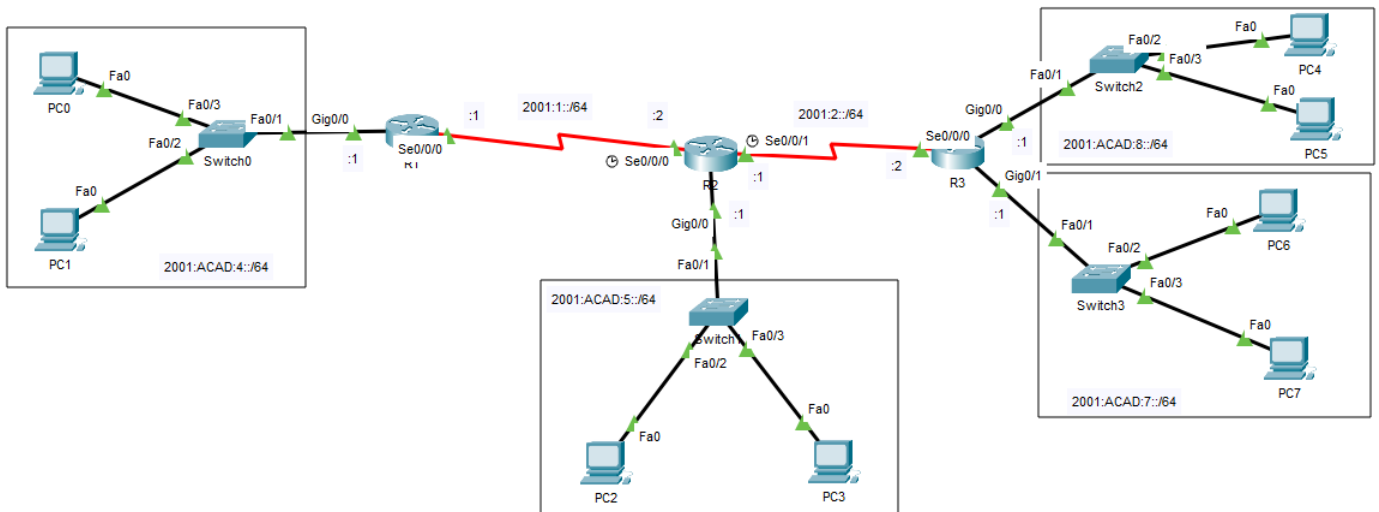 PC0
Fa0
Fa0/3
Fa0/2
Fa0/1
Switch0
Fa0
PC1
2001:ACAD:4::/64
Gig0/0
:1
R1
Se0/0/0
:1
2001:1::/64
:2
Se0/0/0
R2
Se0/0/1
:1
2001:2::/64
:2
Se0/0/0
R3
Gig0/0
:1
Gig0/1
:1
:1
Gig0/0
Fa0/1
2001:ACAD:5::/64
Switch1
Fa0/3
Fa0/2
Fa0
PC2
Fa0
PC3
Fa0/1
Fa0/2
Fa0/3
Switch2
Fa0
PC4
Fa0
PC5
2001:ACAD:8::/64
Fa0/1
Fa0/2
Fa0/3
Switch3
Fa0
PC6
Fa0
PC7
2001:ACAD:7::/64